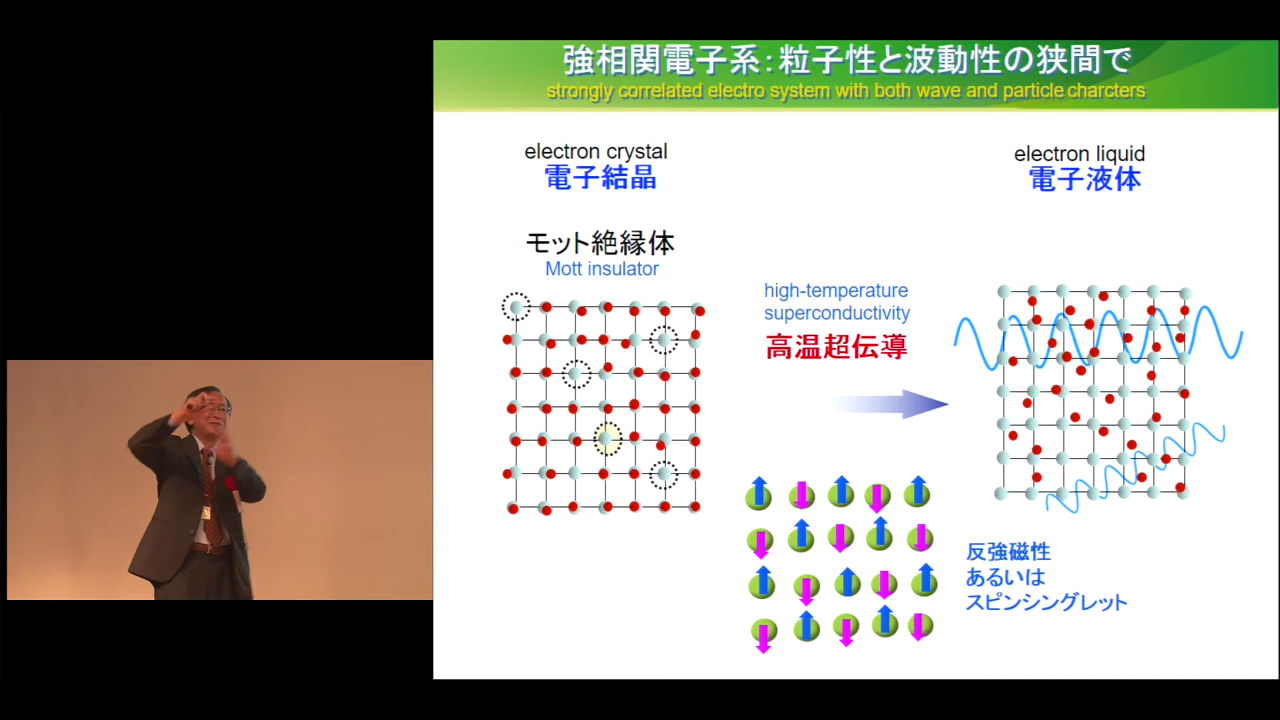 強相関電子系：粒子性と波動性の狭間で
strongly correlated electro system with both wave and particle charcters
electron crystal
電子結晶
electron liquid
電子液体
モット絶縁体
Mott insulator
high-temperature
superconductivity
高温超伝導
反強磁性
あるいは
スピンシングレット